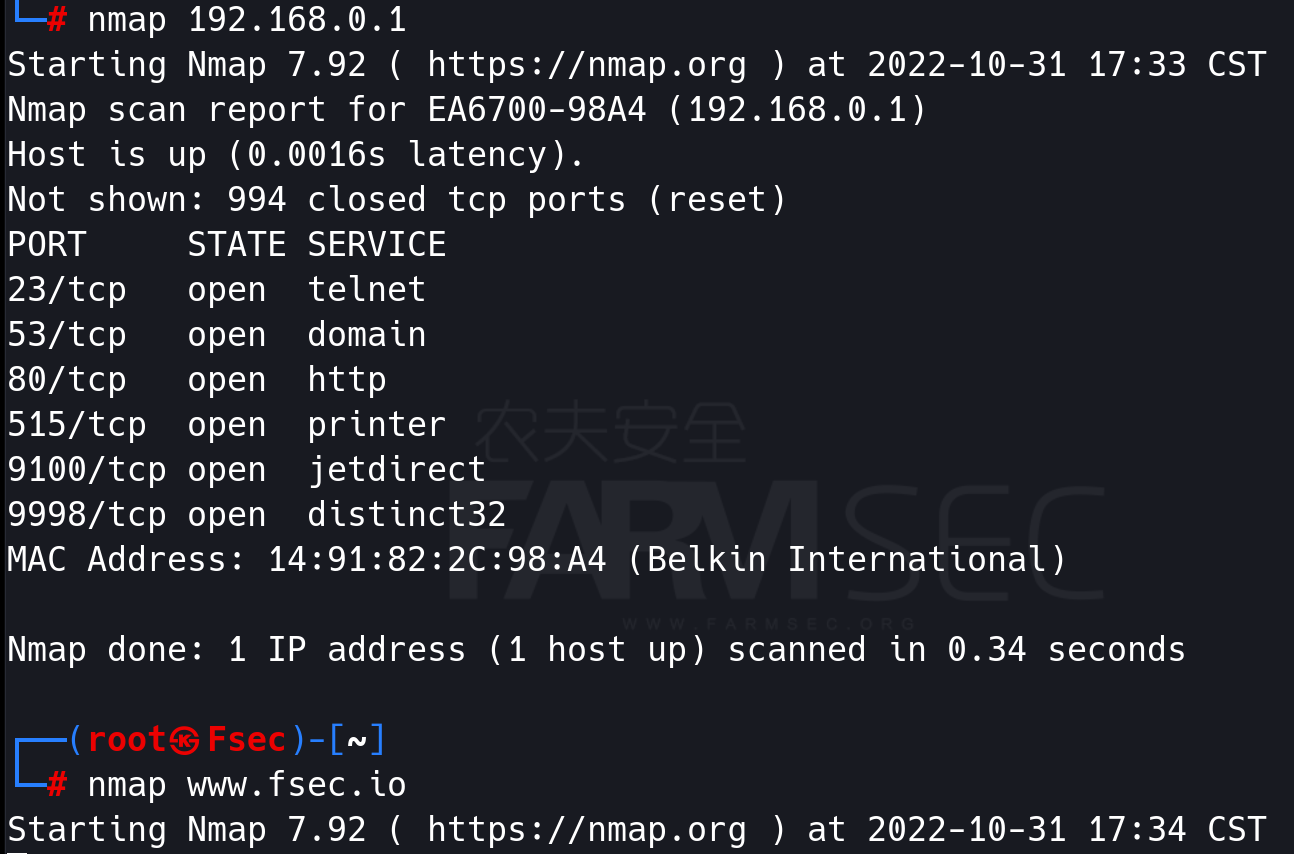 └─# nmap 192.168.0.1
Starting Nmap 7.92 ( https://nmap.org ) at 2022-10-31 17:33 CST
Nmap scan report for EA6700-98A4 (192.168.0.1)
Host is up (0.0016s latency).
Not shown: 994 closed tcp ports (reset)
PORT     STATE SERVICE
23/tcp   open  telnet
53/tcp   open  domain
80/tcp   open  http
515/tcp  open  printer
9100/tcp open  jetdirect
9998/tcp open  distinct32
MAC Address: 14:91:82:2C:98:A4 (Belkin International)
农夫安全
FARMSEC
WWW.FARMSEC.ORG
Nmap done: 1 IP address (1 host up) scanned in 0.34 seconds
┌──(root㉿Fsec)-[~]
└─# nmap www.fsec.io
Starting Nmap 7.92 ( https://nmap.org ) at 2022-10-31 17:34 CST